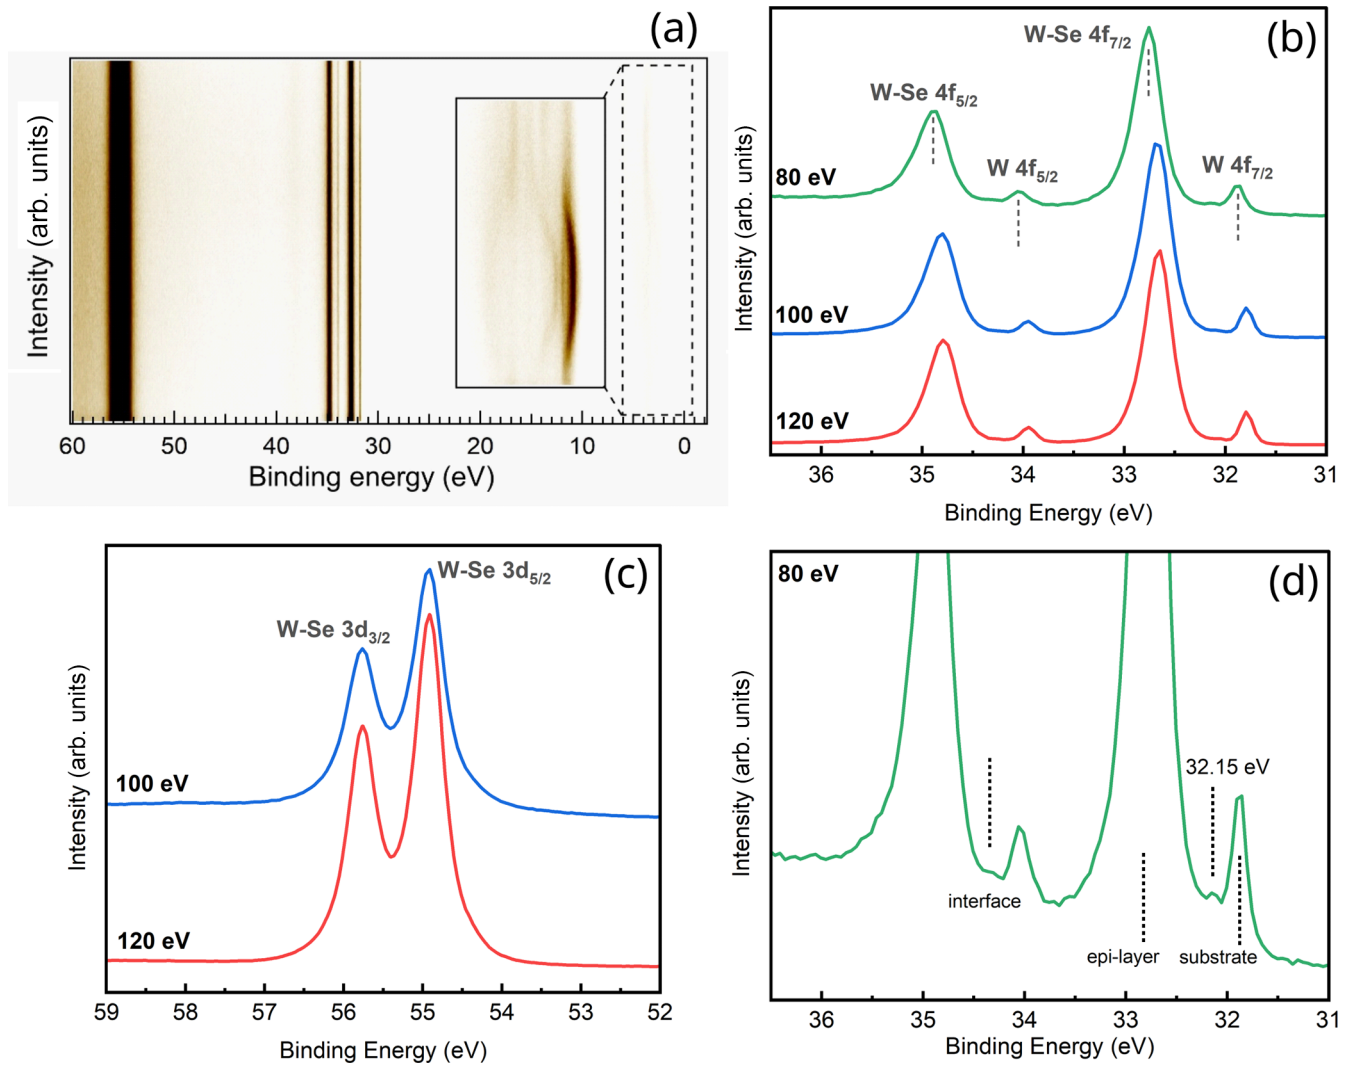 (a)
Intensity (arb. units)
60 50 40 30 20 10 0
Binding energy (eV)
(b)
W-Se 4f7/2
W-Se 4f5/2
W 4f5/2
W 4f7/2
80 eV
100 eV
120 eV
Intensity (arb. units)
36 35 34 33 32 31
Binding Energy (eV)
(c)
W-Se 3d5/2
W-Se 3d3/2
100 eV
120 eV
Intensity (arb. units)
59 58 57 56 55 54 53 52
Binding Energy (eV)
80 eV
(d)
32.15 eV
interface
epi-layer
substrate
Intensity (arb. units)
36 35 34 33 32 31
Binding Energy (eV)